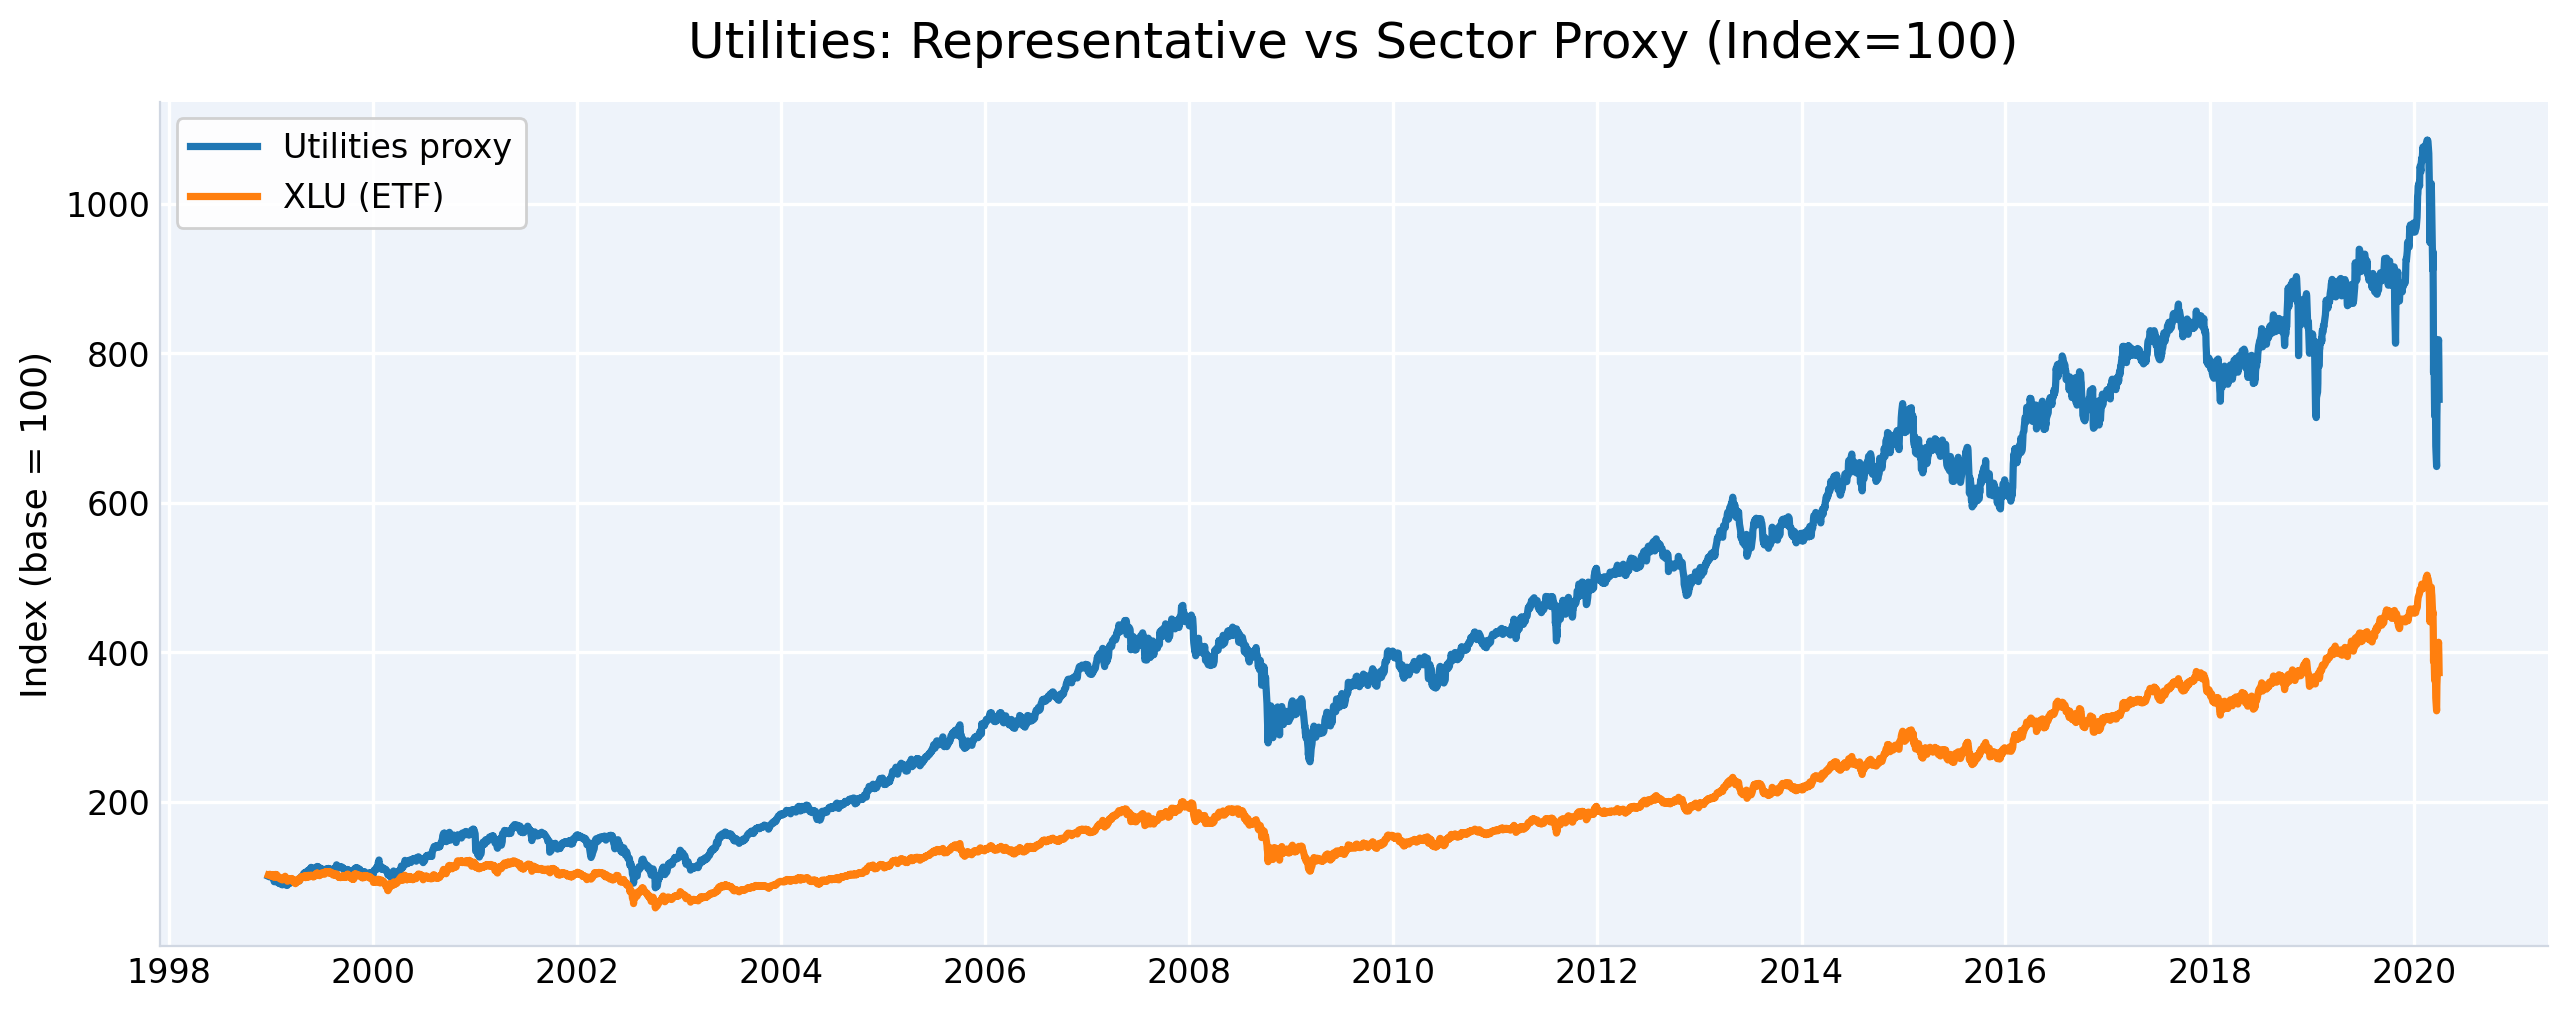 Utilities: Representative vs Sector Proxy (Index=100)
Utilities proxy
XLU (ETF)
Index (base = 100)
1000
800
600
400
200
1998 2000 2002 2004 2006 2008 2010 2012 2014 2016 2018 2020